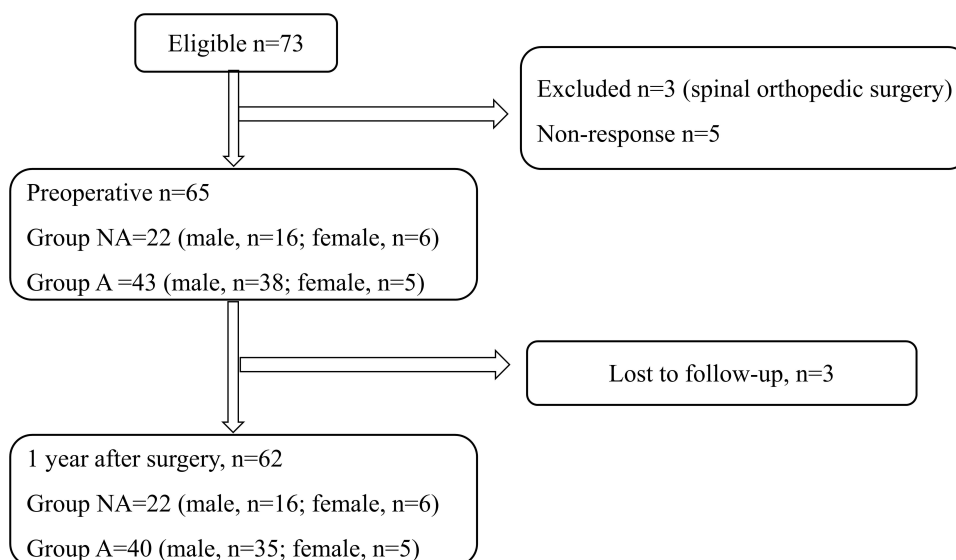 Eligible n=73
Excluded n=3 (spinal orthopedic surgery)
Non-response n=5
Preoperative n=65
Group NA=22 (male, n=16; female, n=6)
Group A =43 (male, n=38; female, n=5)
Lost to follow-up, n=3
1 year after surgery, n=62
Group NA=22 (male, n=16; female, n=6)
Group A=40 (male, n=35; female, n=5)